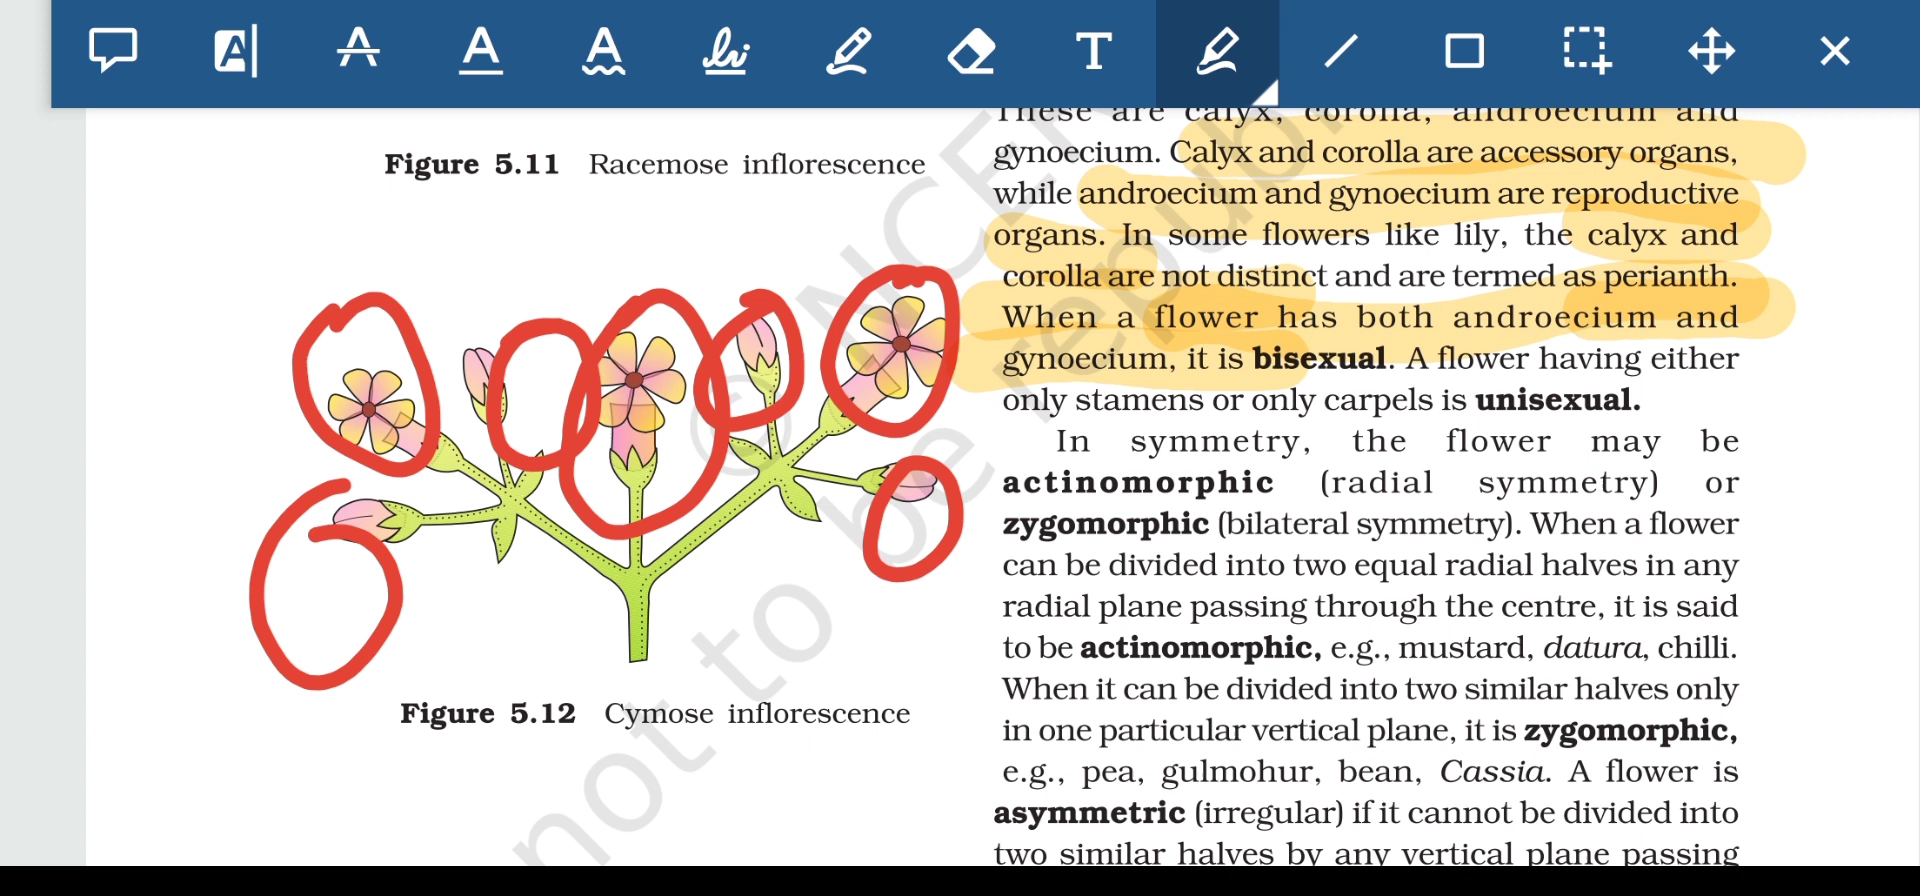 These are calyx, corolla, androecium and
Figure 5.11 Racemose inflorescence
gynoecium. Calyx and corolla are accessory organs,
while androecium and gynoecium are reproductive
organs. In some flowers like lily, the calyx and
corolla are not distinct and are termed as perianth.
When a flower has both androecium and
gynoecium, it is bisexual. A flower having either
only stamens or only carpels is unisexual.
In symmetry, the flower may be
actinomorphic (radial symmetry) or
zygomorphic (bilateral symmetry). When a flower
can be divided into two equal radial halves in any
radial plane passing through the centre, it is said
to be actinomorphic, e.g., mustard, datura, chilli.
When it can be divided into two similar halves only
Figure 5.12 Cymose inflorescence
in one particular vertical plane, it is zygomorphic,
e.g., pea, gulmohur, bean, Cassia. A flower is
asymmetric (irregular) if it cannot be divided into
two similar halves by any vertical plane passing
© NCER
not to be republ